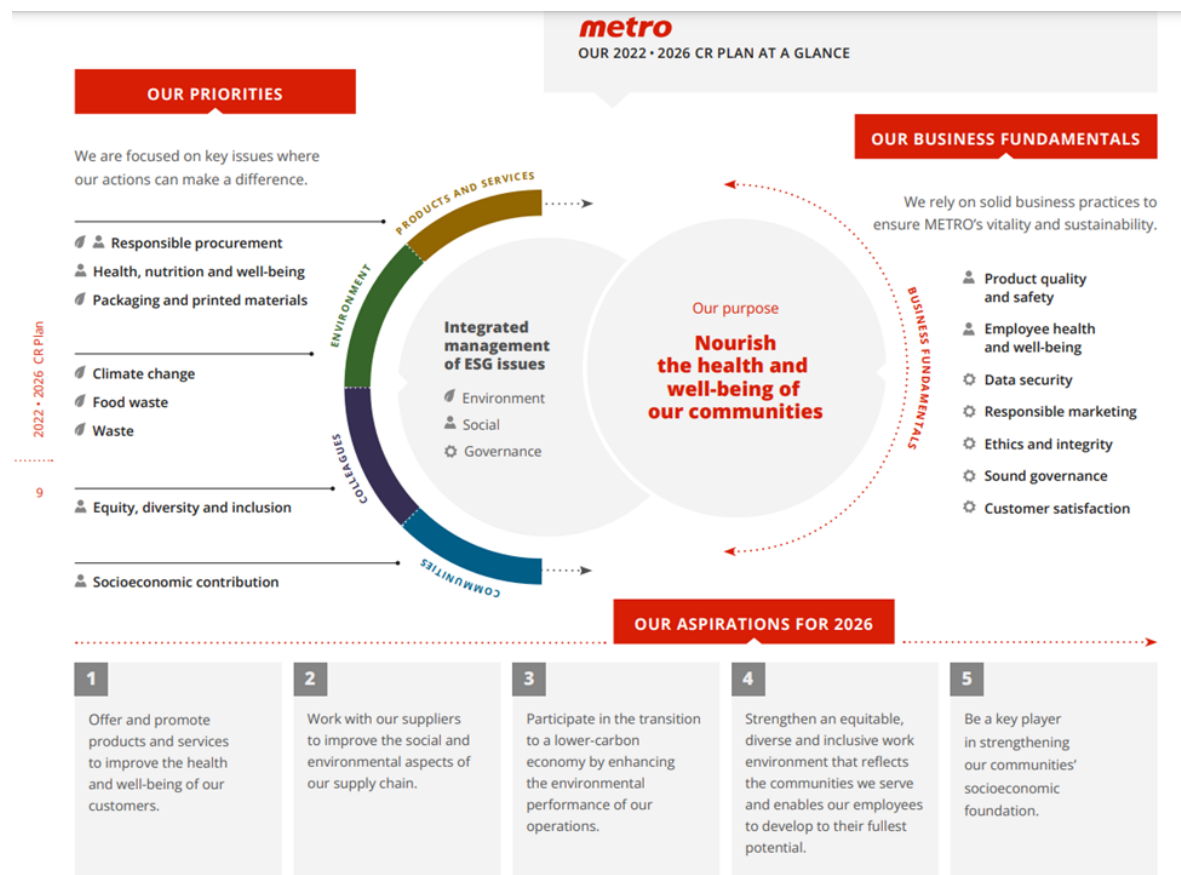 metro
OUR 2022 • 2026 CR PLAN AT A GLANCE
OUR PRIORITIES
We are focused on key issues where
our actions can make a difference.
Responsible procurement
Health, nutrition and well-being
Packaging and printed materials
Climate change
Food waste
Waste
Equity, diversity and inclusion
Socioeconomic contribution
PRODUCTS AND SERVICES
ENVIRONMENT
COLLEAGUES
COMMUNITIES
Integrated
management
of ESG issues
Environment
Social
Governance
Our purpose
Nourish
the health and
well-being of
our communities
BUSINESS FUNDAMENTALS
OUR BUSINESS FUNDAMENTALS
We rely on solid business practices to
ensure METRO’s vitality and sustainability.
Product quality
and safety
Employee health
and well-being
Data security
Responsible marketing
Ethics and integrity
Sound governance
Customer satisfaction
2022 • 2026 CR Plan
9
OUR ASPIRATIONS FOR 2026
1
Offer and promote
products and services
to improve the health
and well-being of our
customers.
2
Work with our suppliers
to improve the social and
environmental aspects of
our supply chain.
3
Participate in the transition
to a lower-carbon
economy by enhancing
the environmental
performance of our
operations.
4
Strengthen an equitable,
diverse and inclusive work
environment that reflects
the communities we serve
and enables our employees
to develop to their fullest
potential.
5
Be a key player
in strengthening
our communities’
socioeconomic
foundation.